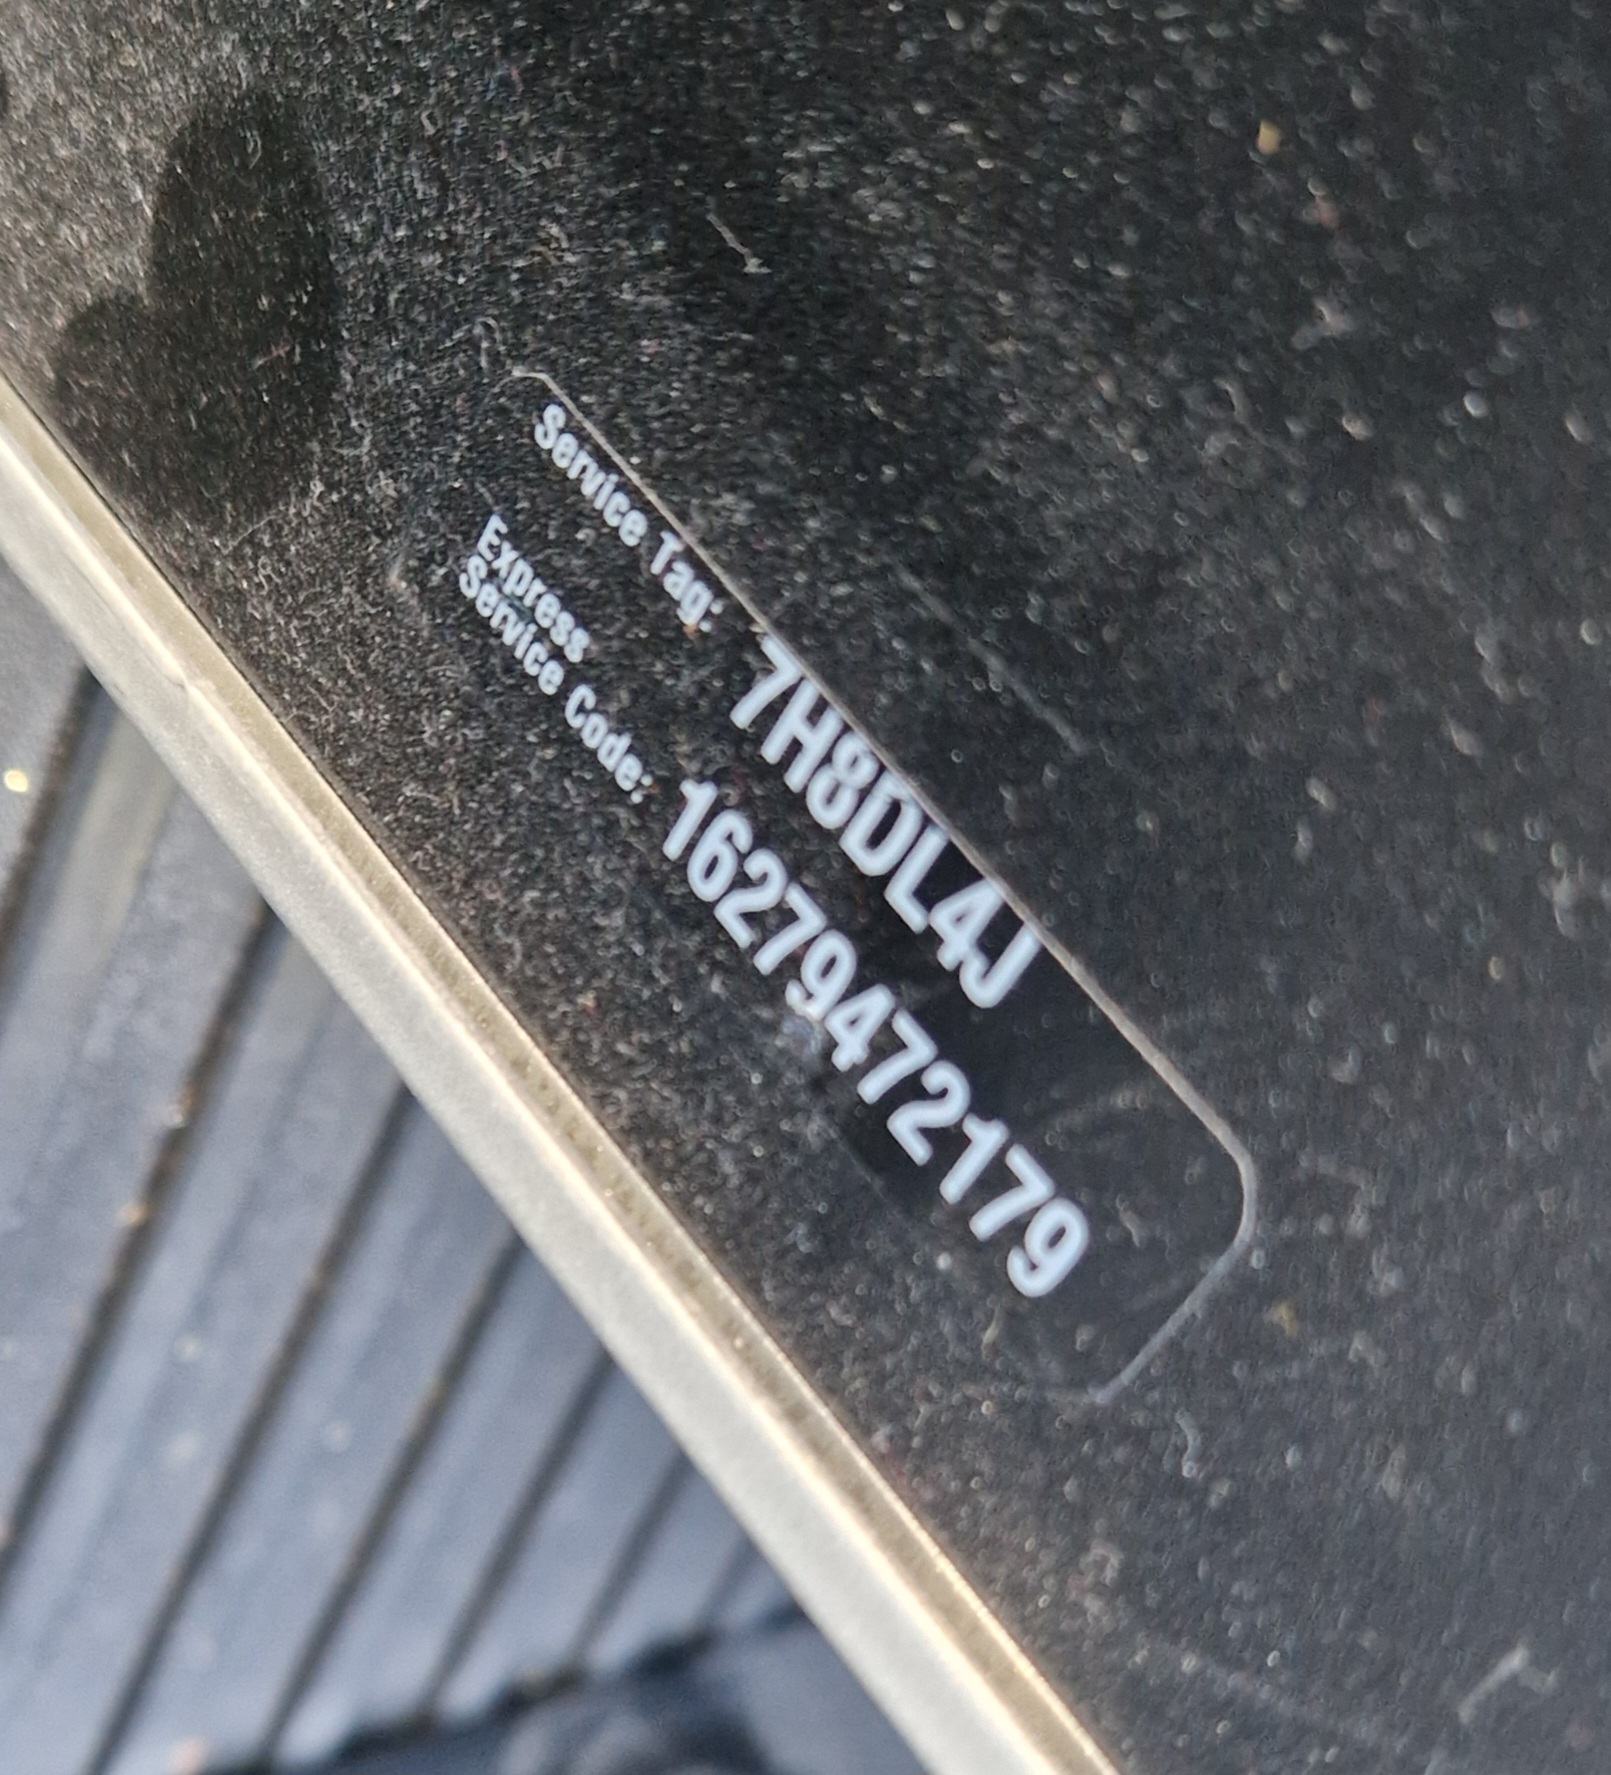 Service Tag: 7H8DL4J
Express
Service Code: 16279472179